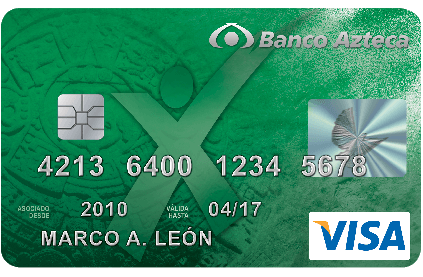 Banco Azteca
4213 6400 1234 5678
ASOCIADO DESDE 2010 VÁLIDA HASTA 04/17
MARCO A. LEÓN
VISA